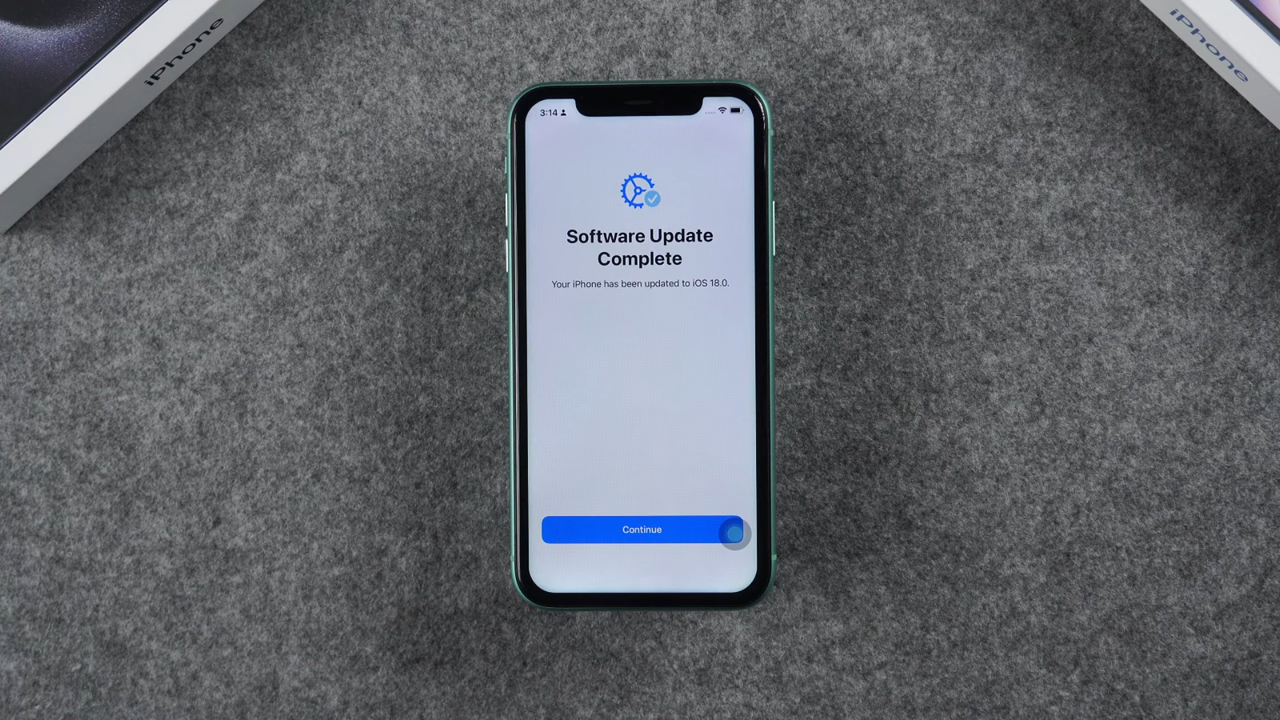 iPhone
iPhone
3:14
Software Update
Complete
Your iPhone has been updated to iOS 18.0.
Continue